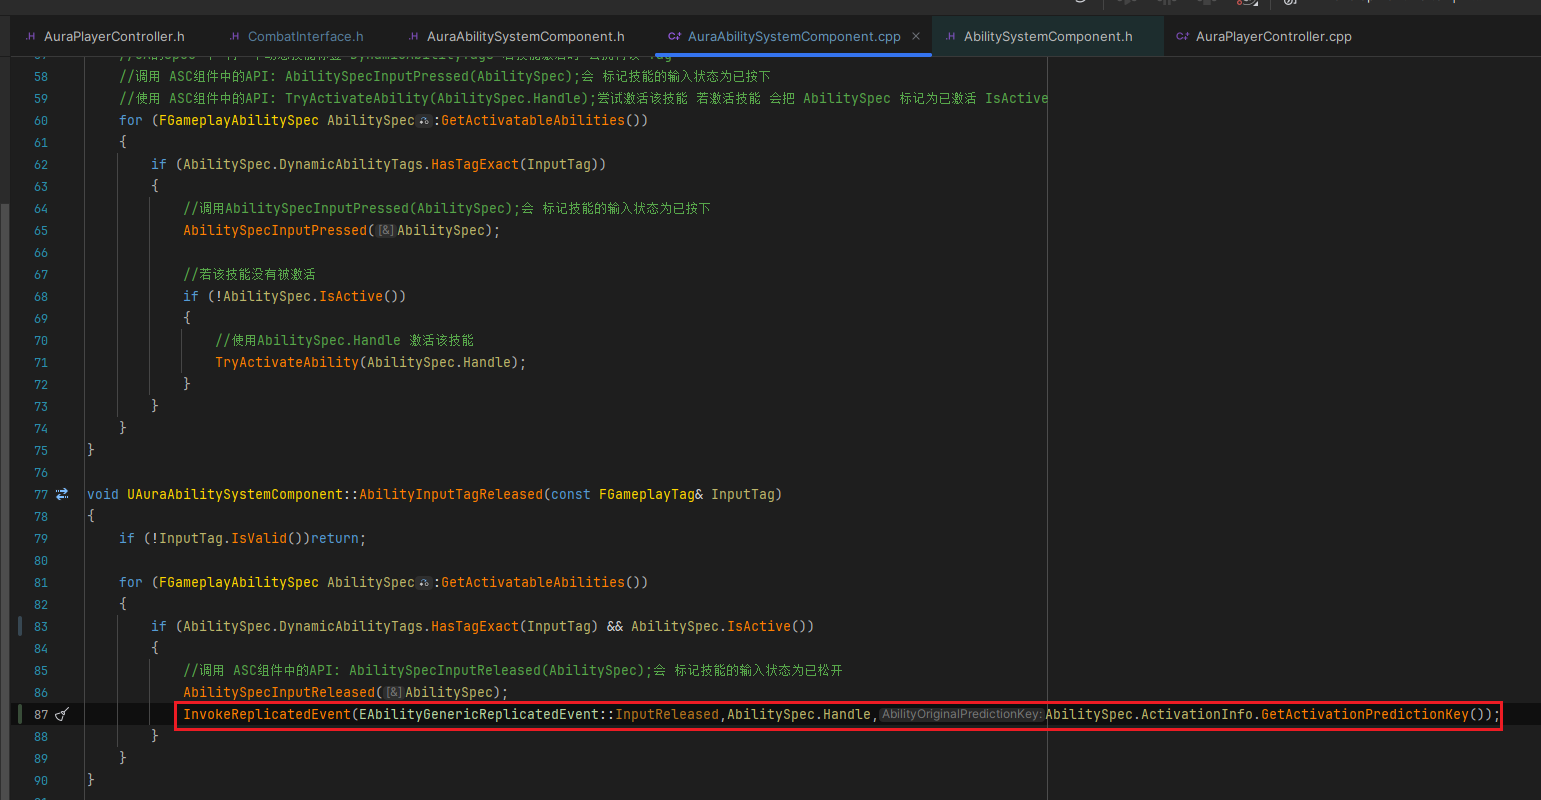 AuraPlayerController.h CombatInterface.h AuraAbilitySystemComponent.h AuraAbilitySystemComponent.cpp AbilitySystemComponent.h AuraPlayerController.cpp
58 //调用 ASC组件中的API: AbilitySpecInputPressed(AbilitySpec);会 标记技能的输入状态为已按下
59 //使用 ASC组件中的API: TryActivateAbility(AbilitySpec.Handle);尝试激活该技能 若激活技能 会把 AbilitySpec 标记为已激活 IsActive
60 for (FGameplayAbilitySpec AbilitySpec :GetActivatableAbilities())
61 {
62 if (AbilitySpec.DynamicAbilityTags.HasTagExact(InputTag))
63 {
64 //调用AbilitySpecInputPressed(AbilitySpec);会 标记技能的输入状态为已按下
65 AbilitySpecInputPressed([&]AbilitySpec);
66
67 //若该技能没有被激活
68 if (!AbilitySpec.IsActive())
69 {
70 //使用AbilitySpec.Handle 激活该技能
71 TryActivateAbility(AbilitySpec.Handle);
72 }
73 }
74 }
75 }
76
77 void UAuraAbilitySystemComponent::AbilityInputTagReleased(const FGameplayTag& InputTag)
78 {
79 if (!InputTag.IsValid())return;
80
81 for (FGameplayAbilitySpec AbilitySpec :GetActivatableAbilities())
82 {
83 if (AbilitySpec.DynamicAbilityTags.HasTagExact(InputTag) && AbilitySpec.IsActive())
84 {
85 //调用 ASC组件中的API: AbilitySpecInputReleased(AbilitySpec);会 标记技能的输入状态为已松开
86 AbilitySpecInputReleased([&]AbilitySpec);
87 InvokeReplicatedEvent(EAbilityGenericReplicatedEvent::InputReleased,AbilitySpec.Handle,AbilityOriginalPredictionKey:AbilitySpec.ActivationInfo.GetActivationPredictionKey());
88 }
89 }
90 }